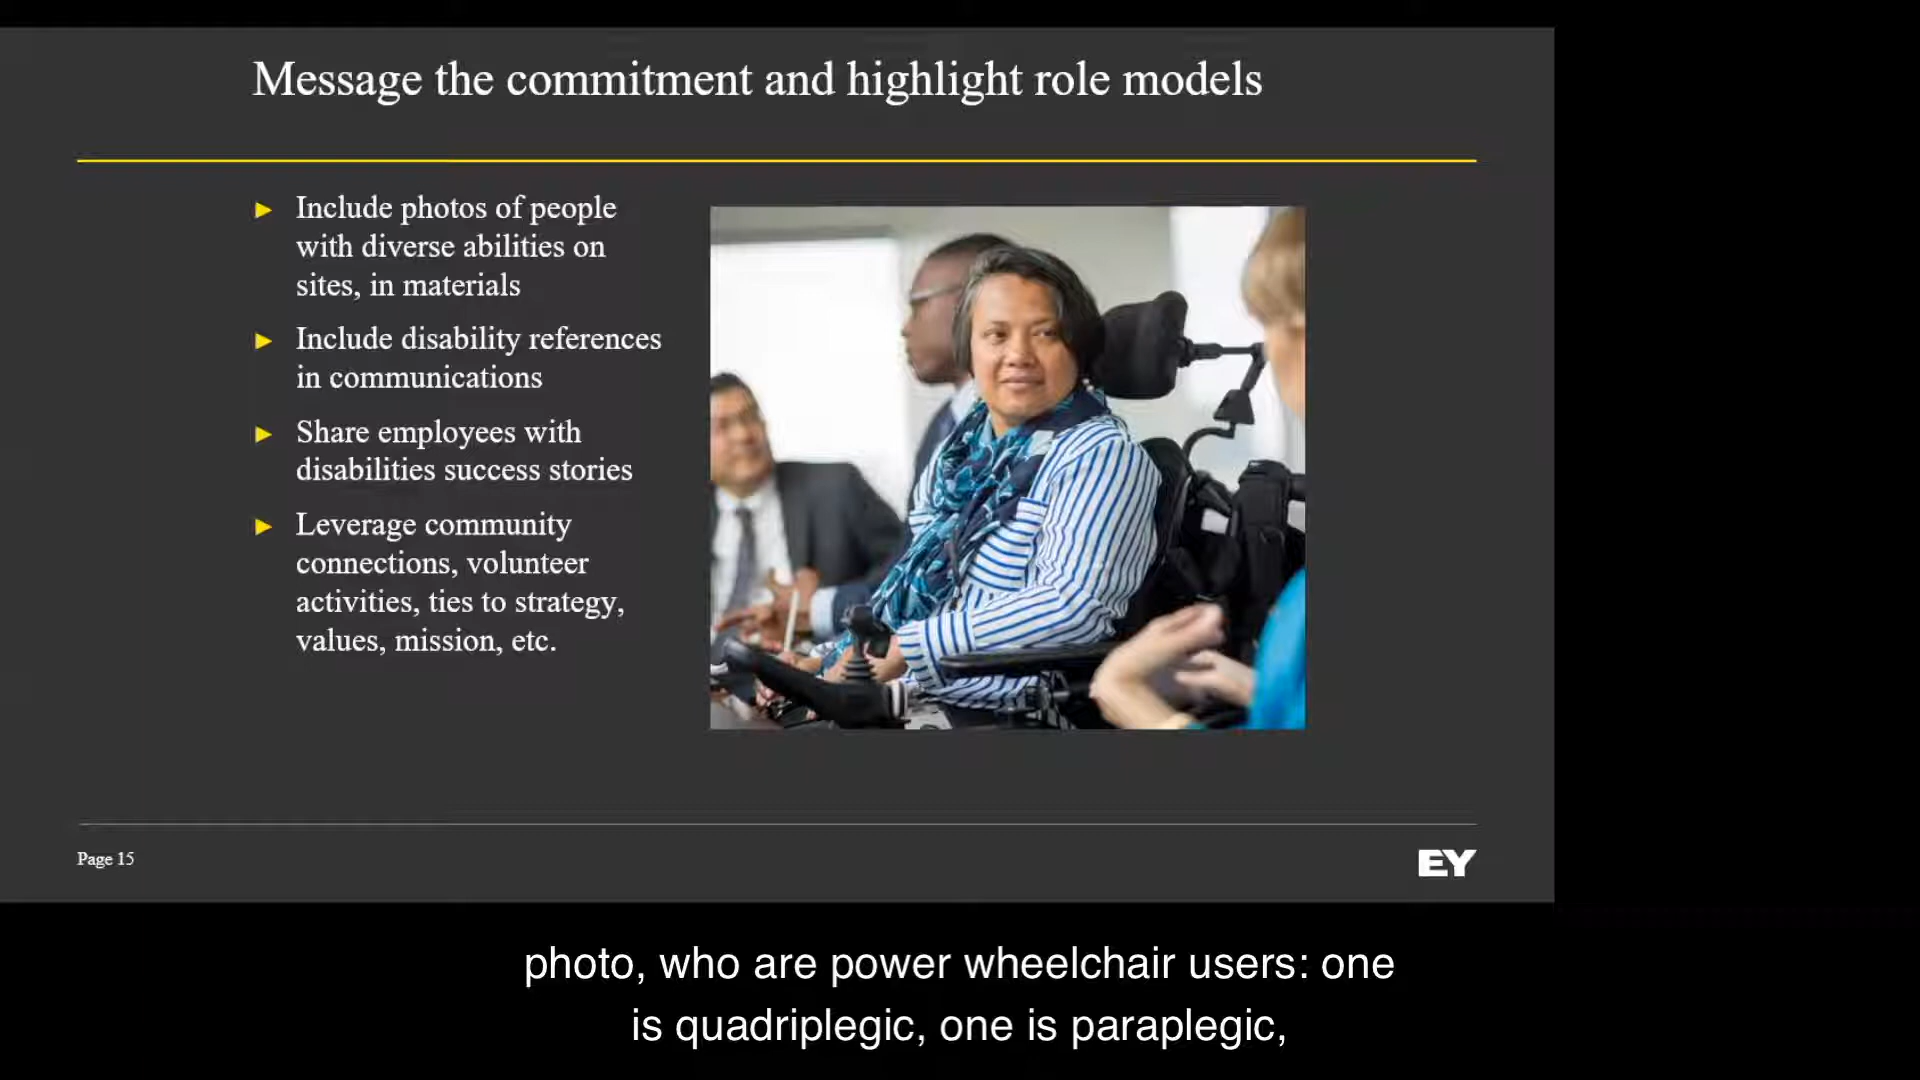 Message the commitment and highlight role models
► Include photos of people
with diverse abilities on
sites, in materials
► Include disability references
in communications
► Share employees with
disabilities success stories
► Leverage community
connections, volunteer
activities, ties to strategy,
values, mission, etc.
Page 15
EY
photo, who are power wheelchair users: one
is quadriplegic, one is paraplegic,